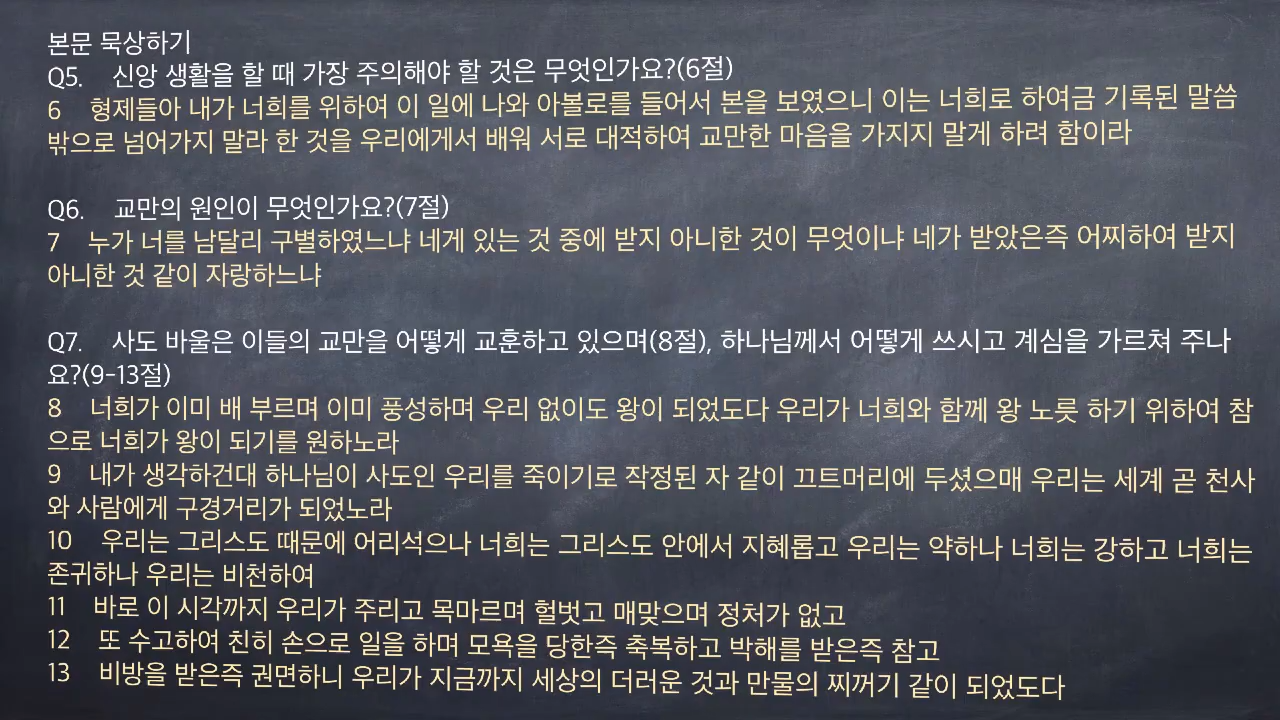 본문 묵상하기
Q5. 신앙 생활을 할 때 가장 주의해야 할 것은 무엇인가요?(6절)
6 형제들아 내가 너희를 위하여 이 일에 나와 아볼로를 들어서 본을 보였으니 이는 너희로 하여금 기록된 말씀
밖으로 넘어가지 말라 한 것을 우리에게서 배워 서로 대적하여 교만한 마음을 가지지 말게 하려 함이라
Q6. 교만의 원인이 무엇인가요?(7절)
7 누가 너를 남달리 구별하였느냐 네게 있는 것 중에 받지 아니한 것이 무엇이냐 네가 받았은즉 어찌하여 받지
아니한 것 같이 자랑하느냐
Q7. 사도 바울은 이들의 교만을 어떻게 교훈하고 있으며(8절), 하나님께서 어떻게 쓰시고 계심을 가르쳐 주나
요?(9-13절)
8 너희가 이미 배 부르며 이미 풍성하며 우리 없이도 왕이 되었도다 우리가 너희와 함께 왕 노릇 하기 위하여 참
으로 너희가 왕이 되기를 원하노라
9 내가 생각하건대 하나님이 사도인 우리를 죽이기로 작정된 자 같이 끄트머리에 두셨으매 우리는 세계 곧 천사
와 사람에게 구경거리가 되었노라
10 우리는 그리스도 때문에 어리석으나 너희는 그리스도 안에서 지혜롭고 우리는 약하나 너희는 강하고 너희는
존귀하나 우리는 비천하여
11 바로 이 시각까지 우리가 주리고 목마르며 헐벗고 매맞으며 정처가 없고
12 또 수고하여 친히 손으로 일을 하며 모욕을 당한즉 축복하고 박해를 받은즉 참고
13 비방을 받은즉 권면하니 우리가 지금까지 세상의 더러운 것과 만물의 찌꺼기 같이 되었도다